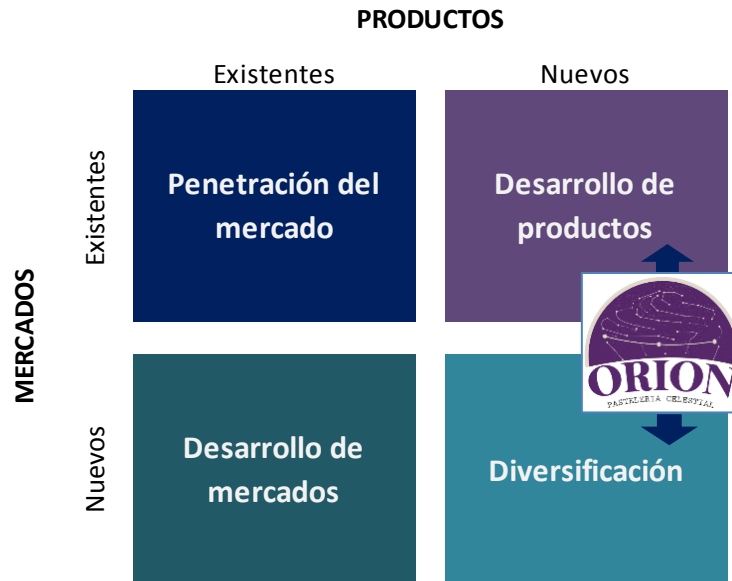 PRODUCTOS
Existentes
Nuevos
MERCADOS
Existentes
Penetración del
mercado
Desarrollo de
productos
ORION
PASTELERIA CELESTIAL
Nuevos
Desarrollo de
mercados
Diversificación